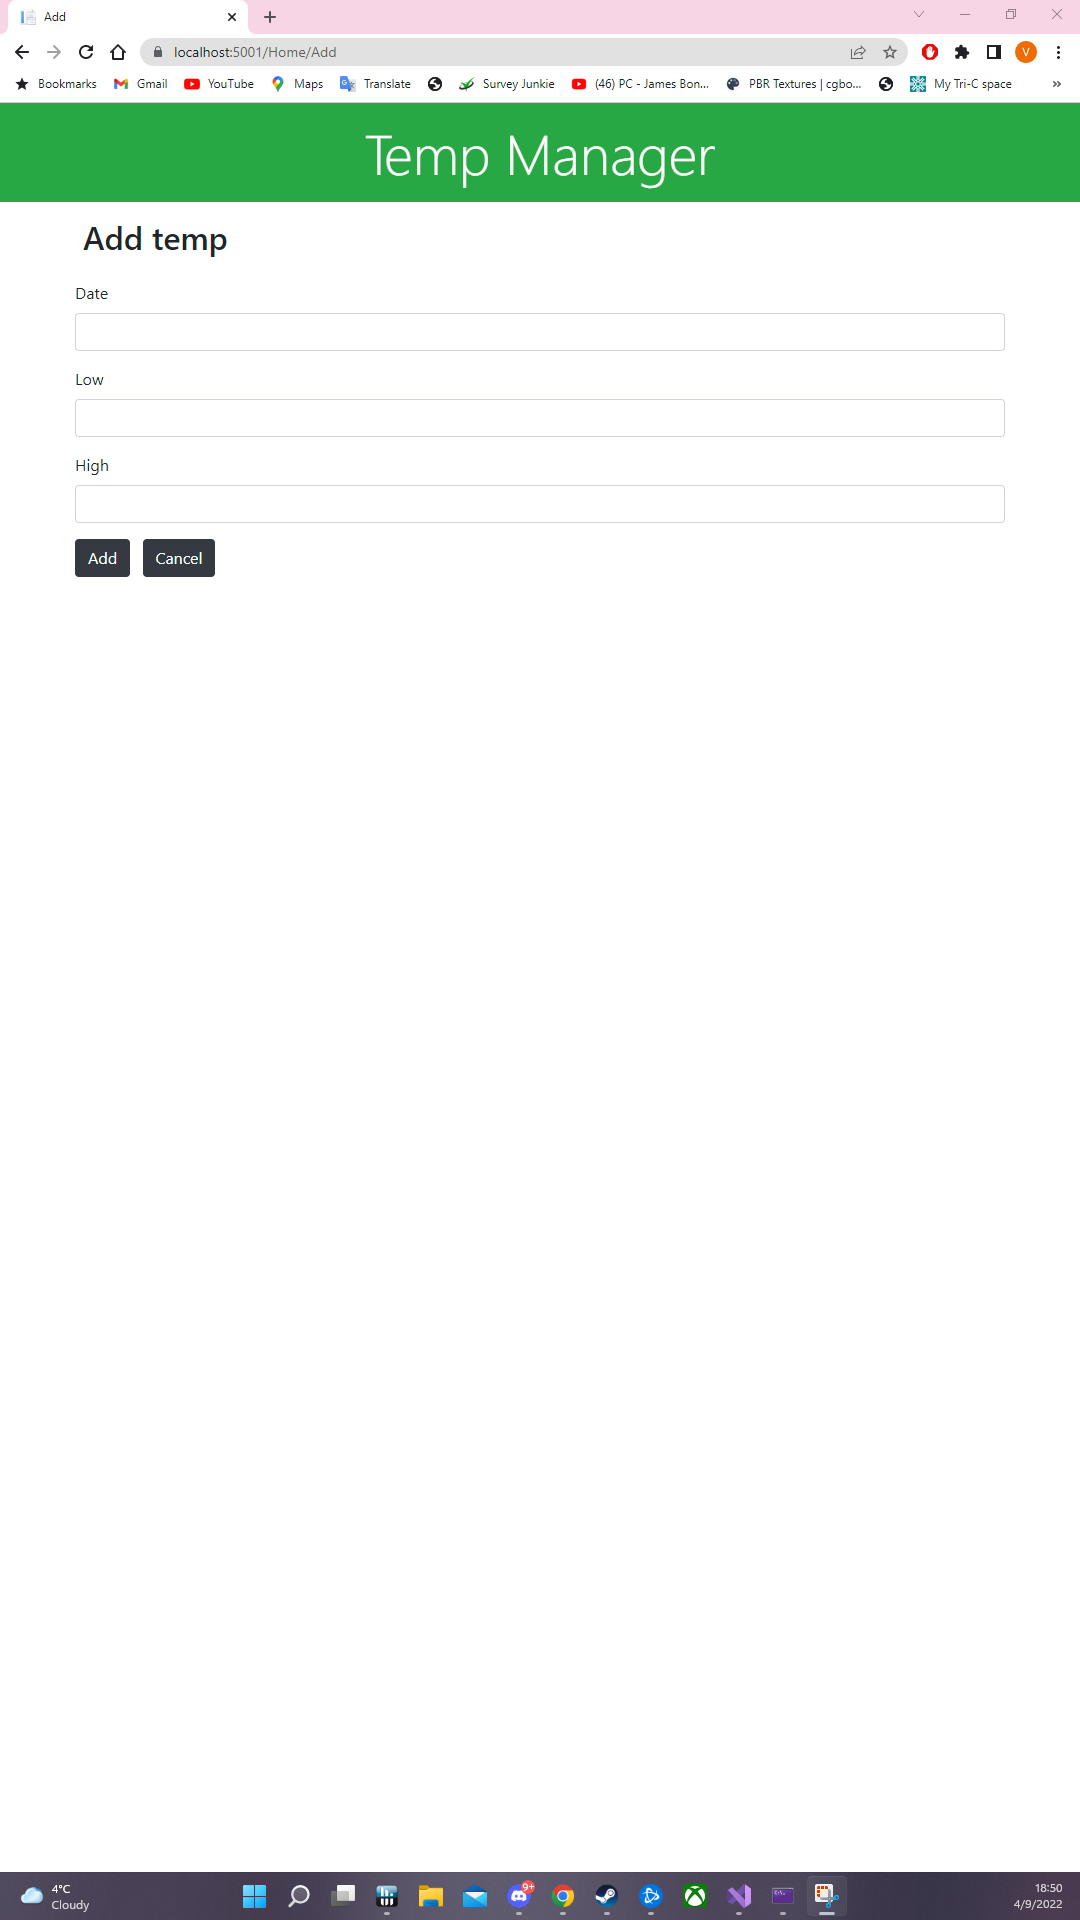 Add
localhost:5001/Home/Add
V
Bookmarks
Gmail
YouTube
Maps
Translate
Survey Junkie
(46) PC - James Bon...
PBR Textures | cgbo...
My Tri-C space
»
Temp Manager
Add temp
Date
Low
High
Add
Cancel
4°C
Cloudy
9+
18:50
4/9/2022